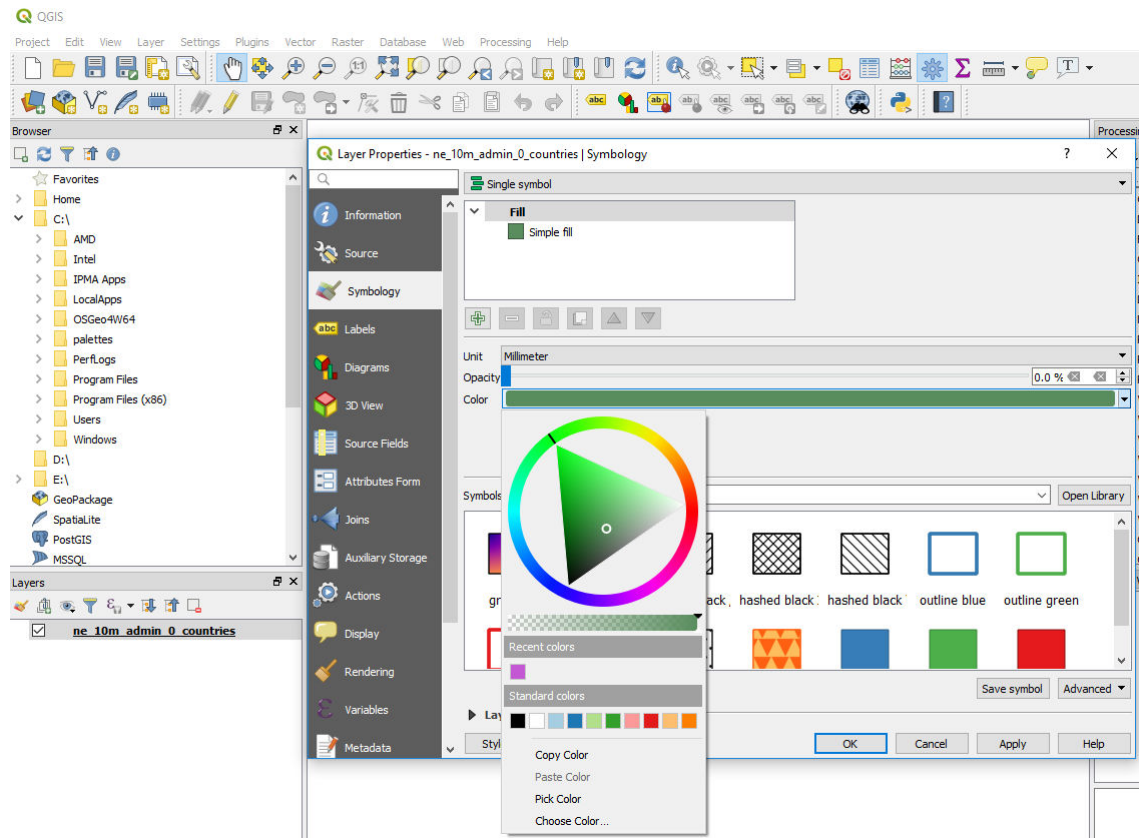 QGIS
Project Edit View Layer Settings Plugins Vector Raster Database Web Processing Help
Browser
Favorites
Home
C:\
AMD
Intel
IPMA Apps
LocalApps
OSGeo4W64
palettes
PerfLogs
Program Files
Program Files (x86)
Users
Windows
D:\
E:\
GeoPackage
SpatiaLite
PostGIS
MSSQL
Layers
ne_10m_admin_0_countries
Layer Properties - ne_10m_admin_0_countries | Symbology
Information
Source
Symbology
abc Labels
Diagrams
3D View
Source Fields
Attributes Form
Joins
Auxiliary Storage
Actions
Display
Rendering
Variables
Metadata
Single symbol
Fill
Simple fill
Unit Millimeter
Opacity 0.0 %
Color
Symbols
Open Library
hashed black hashed black outline blue outline green
Save symbol Advanced
OK Cancel Apply Help
Recent colors
Standard colors
Copy Color
Paste Color
Pick Color
Choose Color...